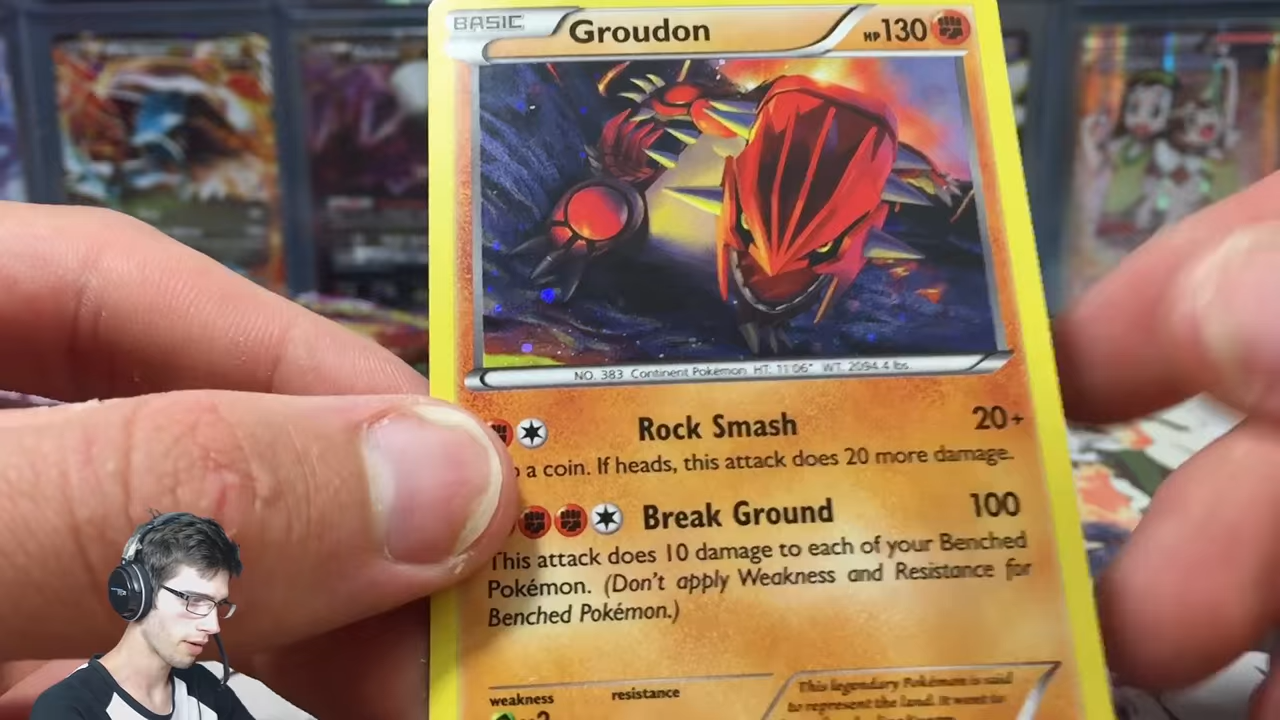 BASIC Groudon HP 130
NO. 383 Continent Pokémon HT: 11'06" WT: 2094.4 lbs.
Rock Smash 20+
a coin. If heads, this attack does 20 more damage.
Break Ground 100
This attack does 10 damage to each of your Benched
Pokémon. (Don't apply Weakness and Resistance for
Benched Pokémon.)
weakness resistance
×2
This legendary Pokémon is said
to represent the land. It went to